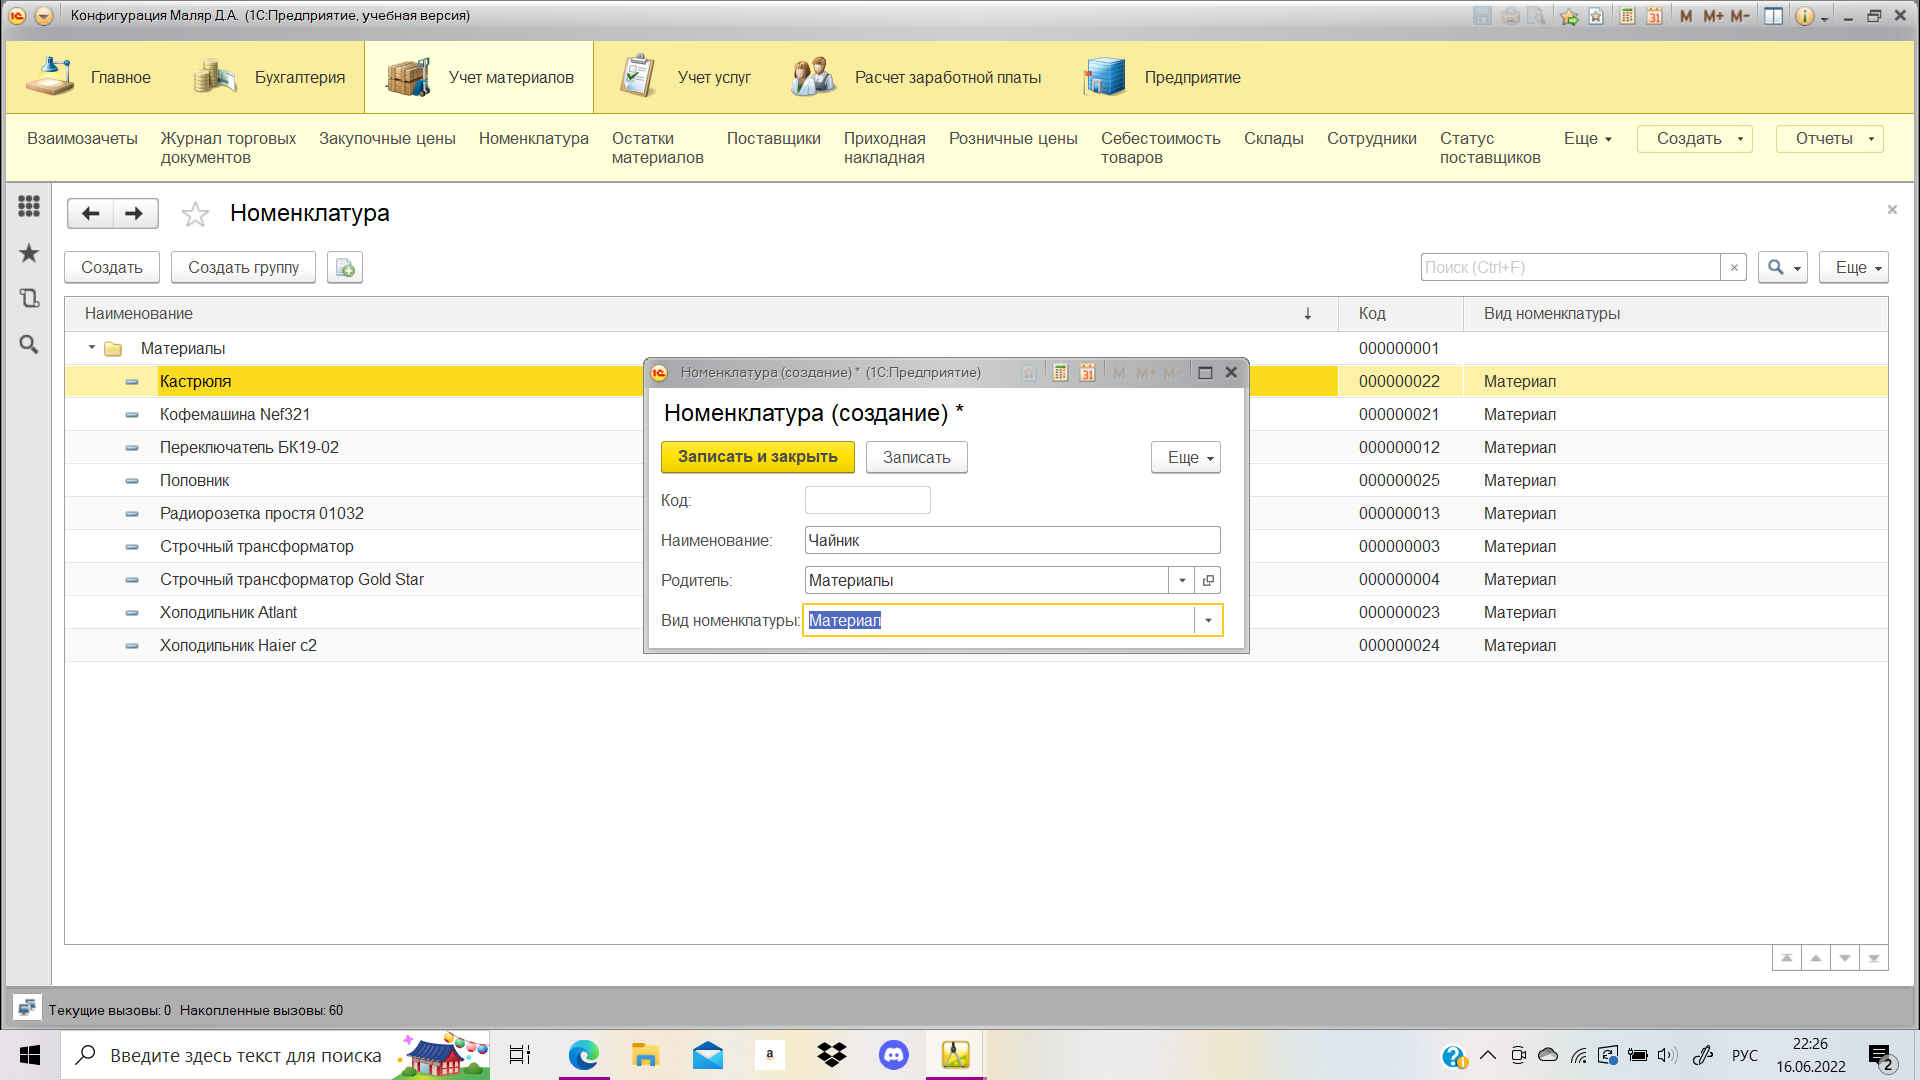 Конфигурация Маляр Д.А. (1С:Предприятие, учебная версия)
M M+ M-
Главное
Бухгалтерия
Учет материалов
Учет услуг
Расчет заработной платы
Предприятие
Взаимозачеты
Журнал торговых документов
Закупочные цены
Номенклатура
Остатки материалов
Поставщики
Приходная накладная
Розничные цены
Себестоимость товаров
Склады
Сотрудники
Статус поставщиков
Еще
Создать
Отчеты
Номенклатура
Создать
Создать группу
Поиск (Ctrl+F)
Еще
Наименование Код Вид номенклатуры
Материалы 000000001
Кастрюля 000000022 Материал
Кофемашина Nef321 000000021 Материал
Переключатель БК19-02 000000012 Материал
Половник 000000025 Материал
Радиорозетка простя 01032 000000013 Материал
Строчный трансформатор 000000003 Материал
Строчный трансформатор Gold Star 000000004 Материал
Холодильник Atlant 000000023 Материал
Холодильник Haier c2 000000024 Материал
Номенклатура (создание) * (1С:Предприятие)
31
M M+ M-
Номенклатура (создание) *
Записать и закрыть
Записать
Еще
Код:
Наименование: Чайник
Родитель: Материалы
Вид номенклатуры: Материал
Текущие вызовы: 0 Накопленные вызовы: 60
Введите здесь текст для поиска
a
РУС
22:26
16.06.2022
2